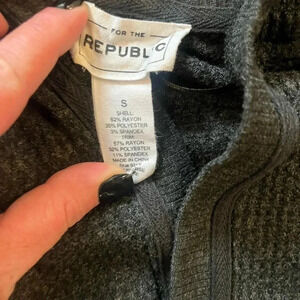 FOR THE
REPUBLIC
S
SHELL:
62% RAYON
35% POLYESTER
3% SPANDEX
TRIM:
57% RAYON
32% POLYESTER
11% SPANDEX
MADE IN CHINA